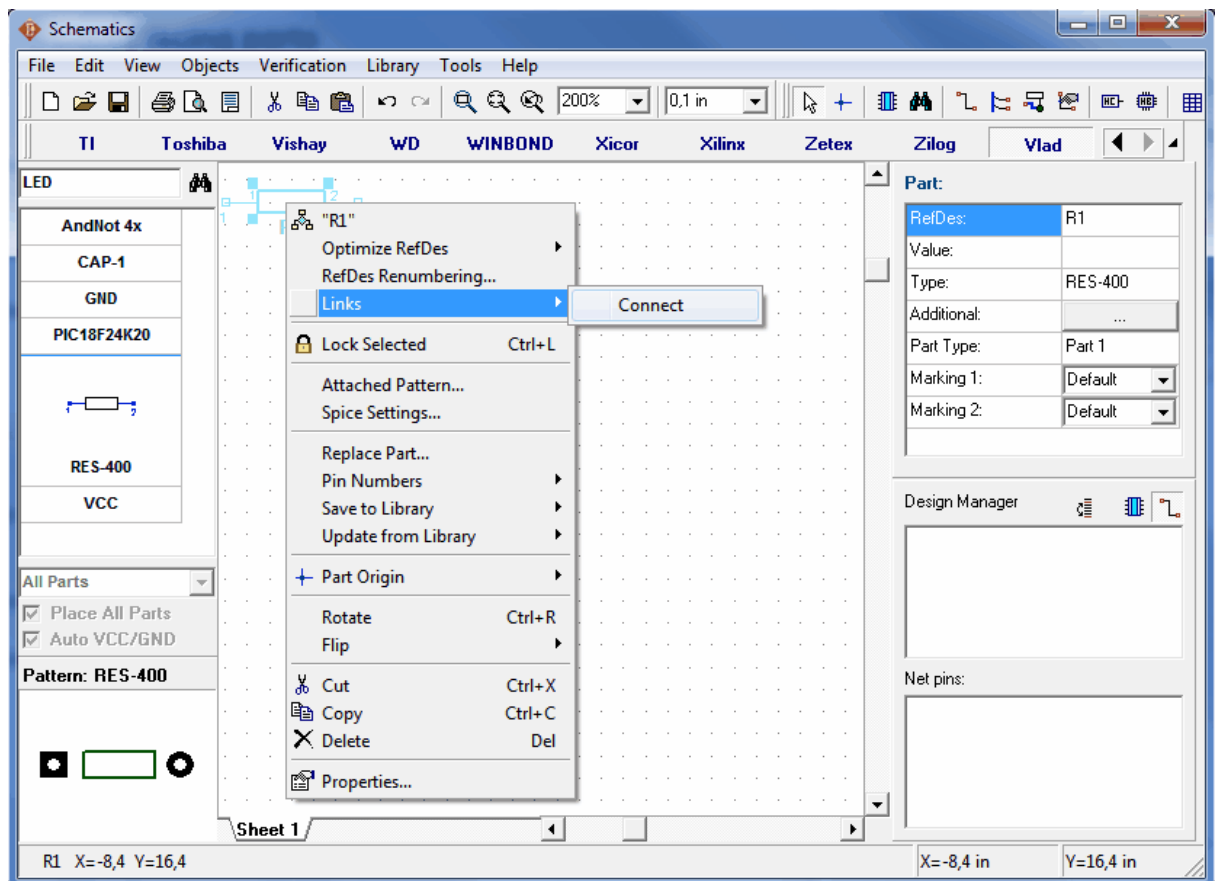 Schematics
File Edit View Objects Verification Library Tools Help
200% 0,1 in
TI Toshiba Vishay WD WINBOND Xicor Xilinx Zetex Zilog Vlad
LED
AndNot 4x
CAP-1
GND
PIC18F24K20
1 2
RES-400
VCC
All Parts
Place All Parts
Auto VCC/GND
Pattern: RES-400
1 2
1
"R1"
Optimize RefDes
RefDes Renumbering...
Links
Connect
Lock Selected Ctrl+L
Attached Pattern...
Spice Settings...
Replace Part...
Pin Numbers
Save to Library
Update from Library
Part Origin
Rotate Ctrl+R
Flip
Cut Ctrl+X
Copy Ctrl+C
Delete Del
Properties...
Sheet 1
Part:
RefDes: R1
Value:
Type: RES-400
Additional: ...
Part Type: Part 1
Marking 1: Default
Marking 2: Default
Design Manager
Net pins:
R1 X=-8,4 Y=16,4
X=-8,4 in Y=16,4 in